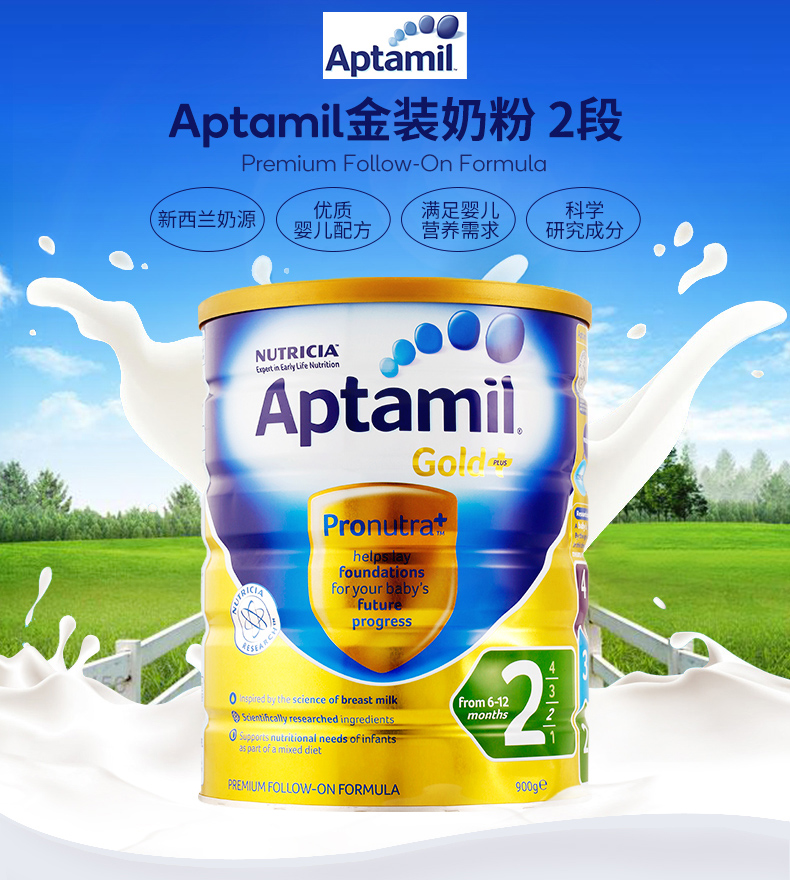 Aptamil
Aptamil金装奶粉 2段
Premium Follow-On Formula
新西兰奶源
优质
婴儿配方
满足婴儿
营养需求
科学
研究成分
NUTRICIA™
Expert in Early Life Nutrition
Aptamil®
Gold+ PLUS
Pronutra+™
helps lay
foundations
for your baby's
future
progress
NUTRICIA
RESEARCH
from 6-12
months
2
4
3
2
1
Inspired by the science of breast milk
Scientifically researched ingredients
Supports nutritional needs of infants
as part of a mixed diet
PREMIUM FOLLOW-ON FORMULA
900g℮
4
3
2